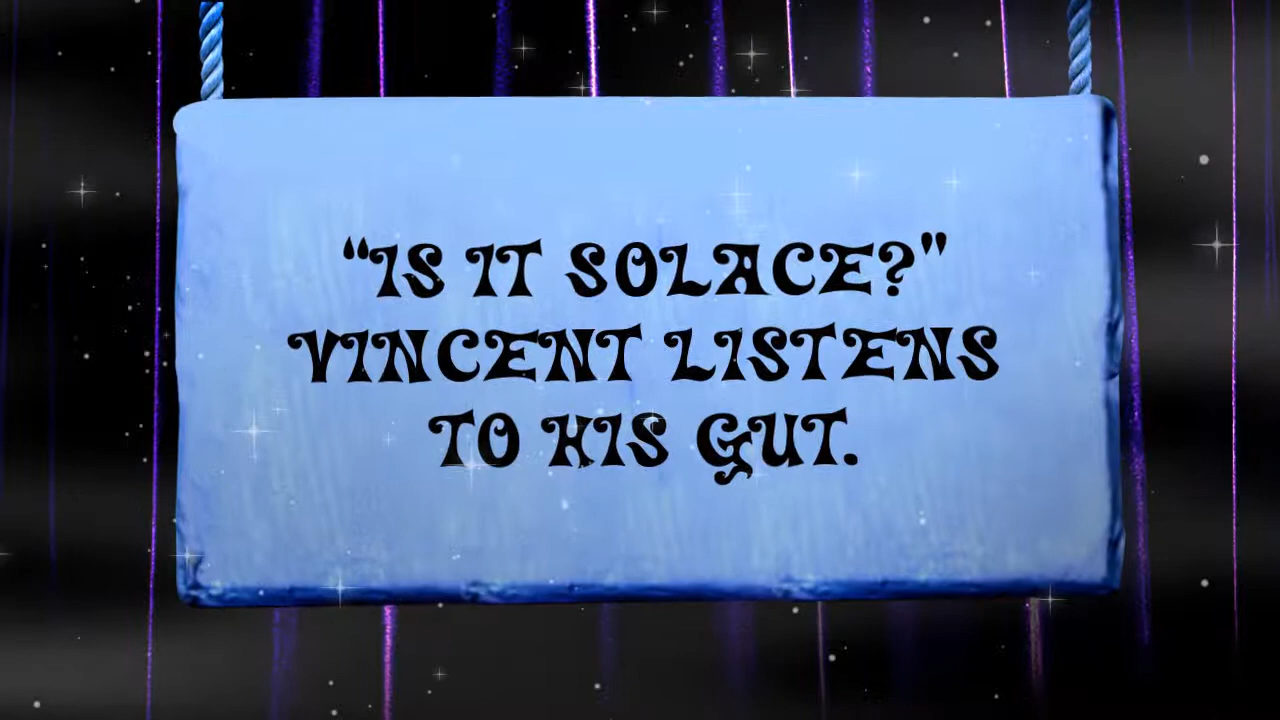 “IS IT SOLACE?"
VINCENT LISTENS
TO HIS GUT.